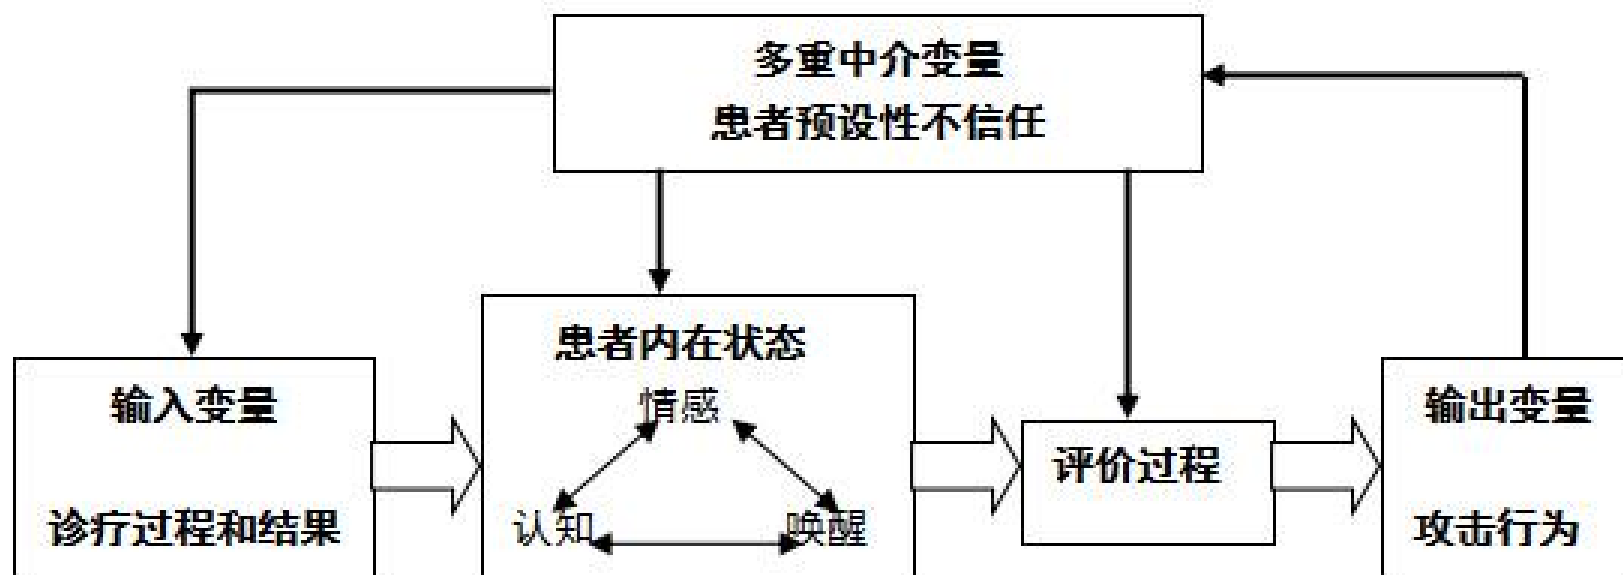 多重中介变量
患者预设性不信任
输入变量
诊疗过程和结果
患者内在状态
情感
认知
唤醒
评价过程
输出变量
攻击行为